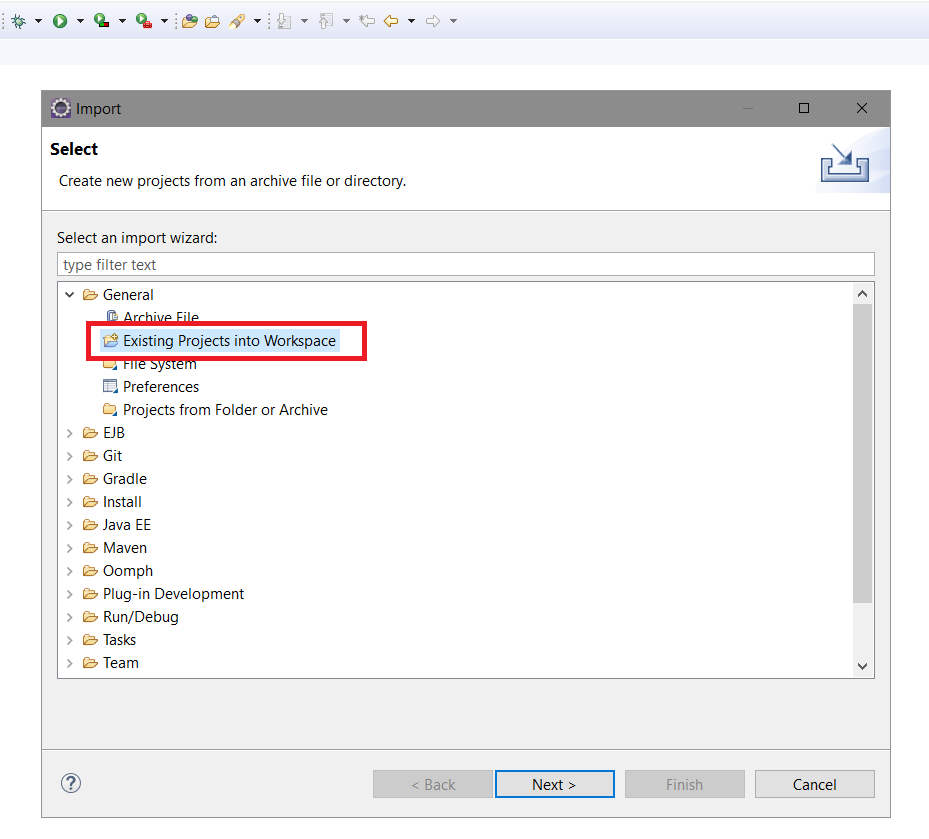 Import
Select
Create new projects from an archive file or directory.
Select an import wizard:
type filter text
General
Archive File
Existing Projects into Workspace
File System
Preferences
Projects from Folder or Archive
EJB
Git
Gradle
Install
Java EE
Maven
Oomph
Plug-in Development
Run/Debug
Tasks
Team
?
< Back
Next >
Finish
Cancel